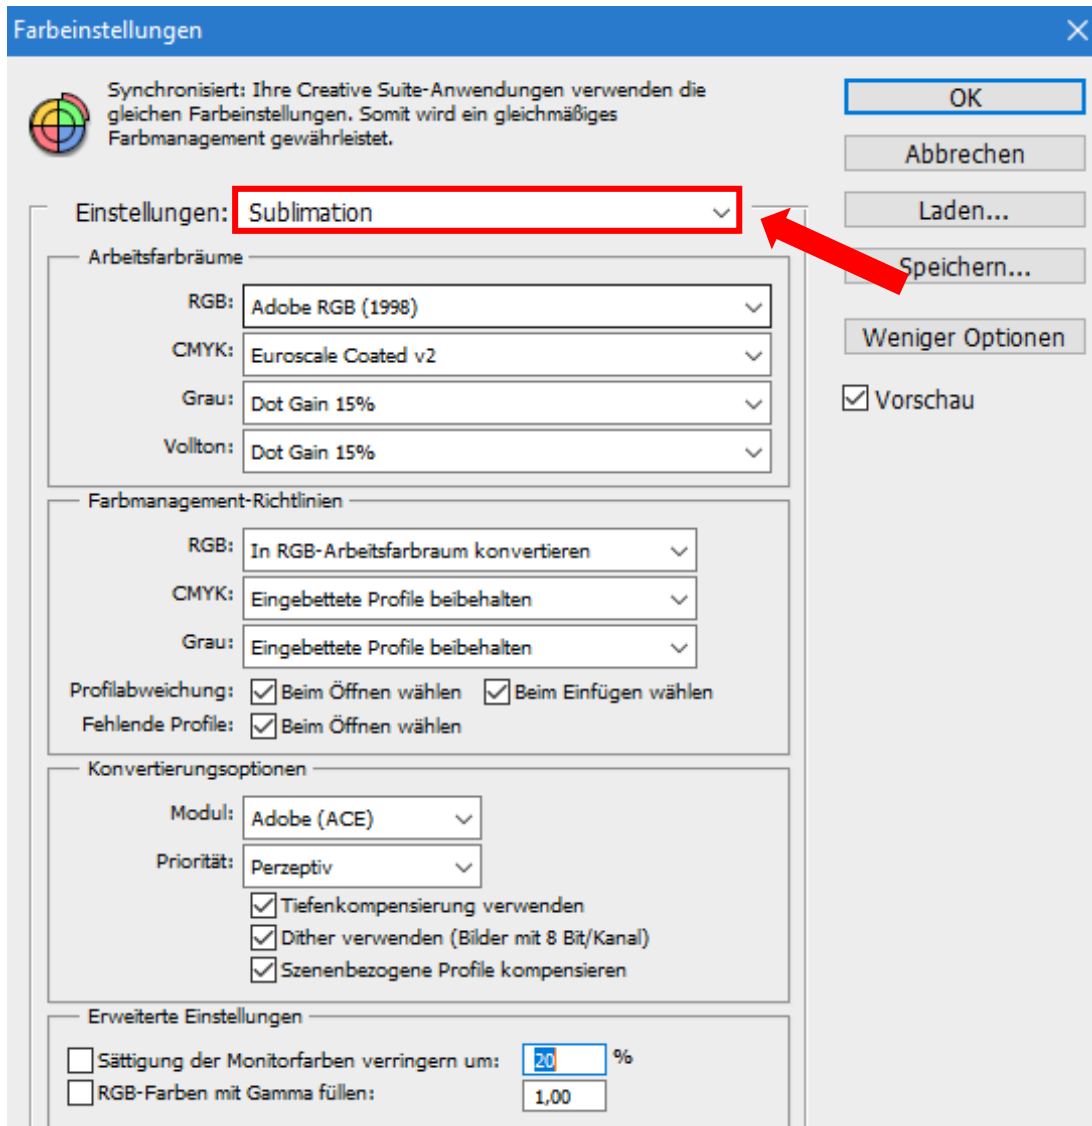 Farbeinstellungen
Synchronisiert: Ihre Creative Suite-Anwendungen verwenden die
gleichen Farbeinstellungen. Somit wird ein gleichmäßiges
Farbmanagement gewährleistet.
OK
Abbrechen
Laden...
Speichern...
Weniger Optionen
Vorschau
Einstellungen: Sublimation
Arbeitsfarbräume
RGB: Adobe RGB (1998)
CMYK: Euroscale Coated v2
Grau: Dot Gain 15%
Vollton: Dot Gain 15%
Farbmanagement-Richtlinien
RGB: In RGB-Arbeitsfarbraum konvertieren
CMYK: Eingebettete Profile beibehalten
Grau: Eingebettete Profile beibehalten
Profilabweichung: Beim Öffnen wählen Beim Einfügen wählen
Fehlende Profile: Beim Öffnen wählen
Konvertierungsoptionen
Modul: Adobe (ACE)
Priorität: Perzeptiv
Tiefenkompensierung verwenden
Dither verwenden (Bilder mit 8 Bit/Kanal)
Szenenbezogene Profile kompensieren
Erweiterte Einstellungen
Sättigung der Monitorfarben verringern um: 20 %
RGB-Farben mit Gamma füllen: 1,00